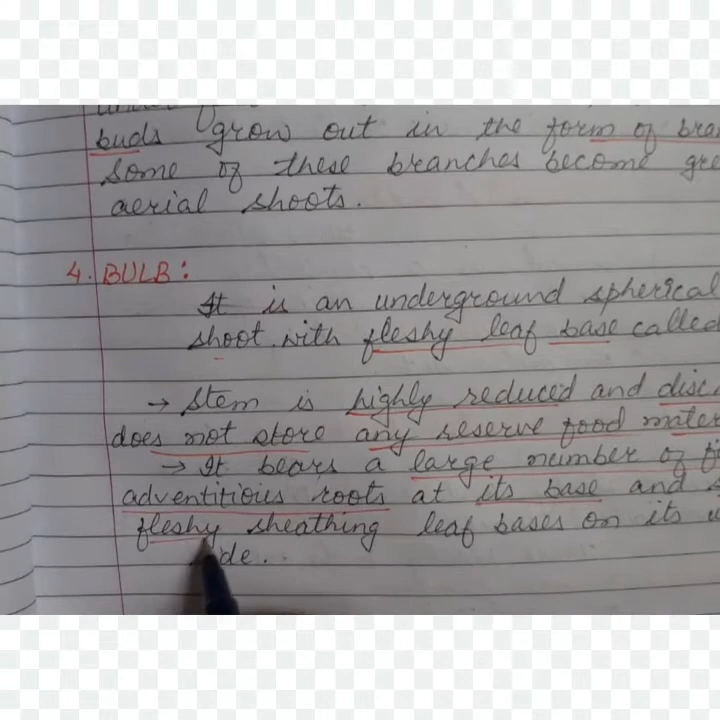 buds grow out in the form of
Some of these branches become
aerial shoots.
4. BULB:
It is an underground spherical
shoot with fleshy leaf base called
→ Stem is highly reduced and
does not store any reserve food
→ It bears a large number of
adventitious roots at its base and
fleshy sheathing leaf bases on its